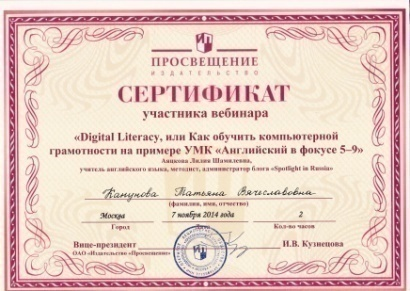 ПРОСВЕЩЕНИЕ
ИЗДАТЕЛЬСТВО
СЕРТИФИКАТ
участника вебинара
«Digital Literacy, или Как обучить компьютерной
грамотности на примере УМК «Английский в фокусе 5–9»
Лидия Шамилевна,
учитель английского языка, методист, администратор блога «Spotlight in Russia»
Татьяна Вячеславовна
(фамилия, имя, отчество)
Москва 7 ноября 2014 года 2
Город Дата Кол-во часов
Вице-президент И.В. Кузнецова
ОАО «Издательство «Просвещение»